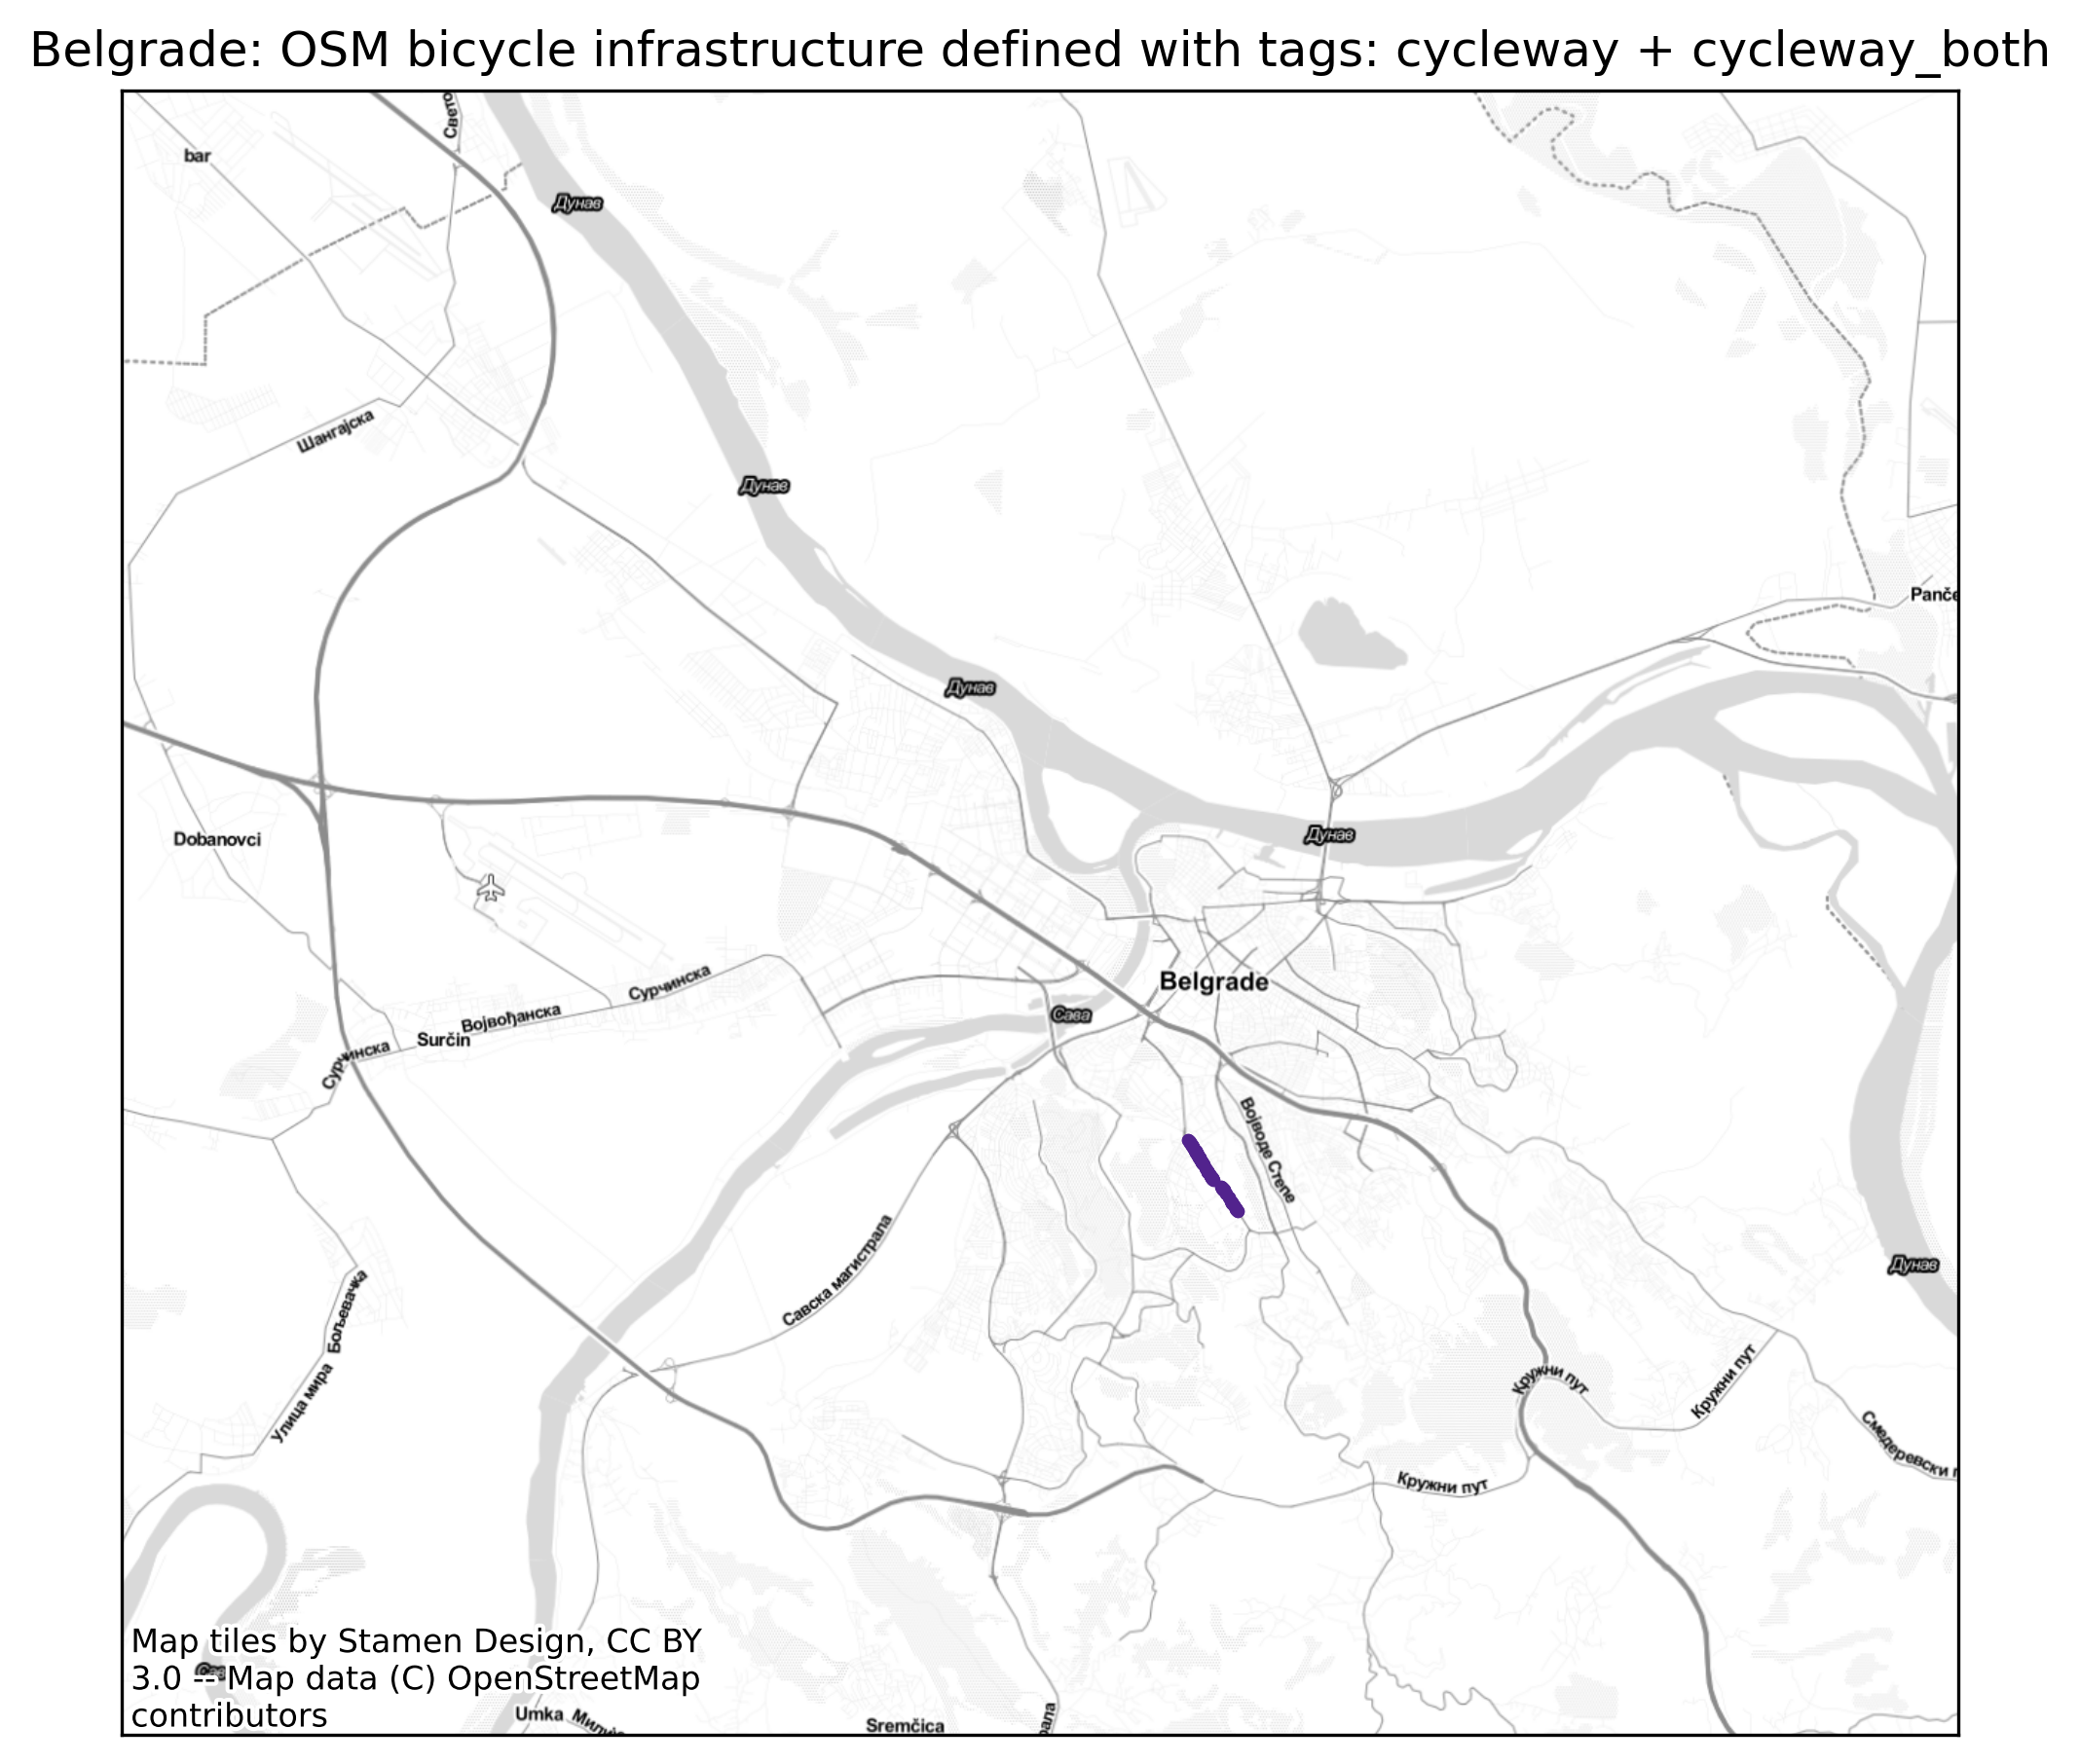 Belgrade: OSM bicycle infrastructure defined with tags: cycleway + cycleway_both
Свето
bar
Дунав
Шангајска
Дунав
Panče
Дунав
Дунав
Dobanovci
Belgrade
Сурчинска
Војвођанска
Сава
Surčin
Сурчинска
Војводе Степе
Савска магистрала
Дунав
Бољевачка
Улица мира
Кружни пут
Кружни пут
Кружни пут
Смедеревски
Map tiles by Stamen Design, CC BY
3.0 -- Map data (C) OpenStreetMap
contributors
Umka
Sremčica